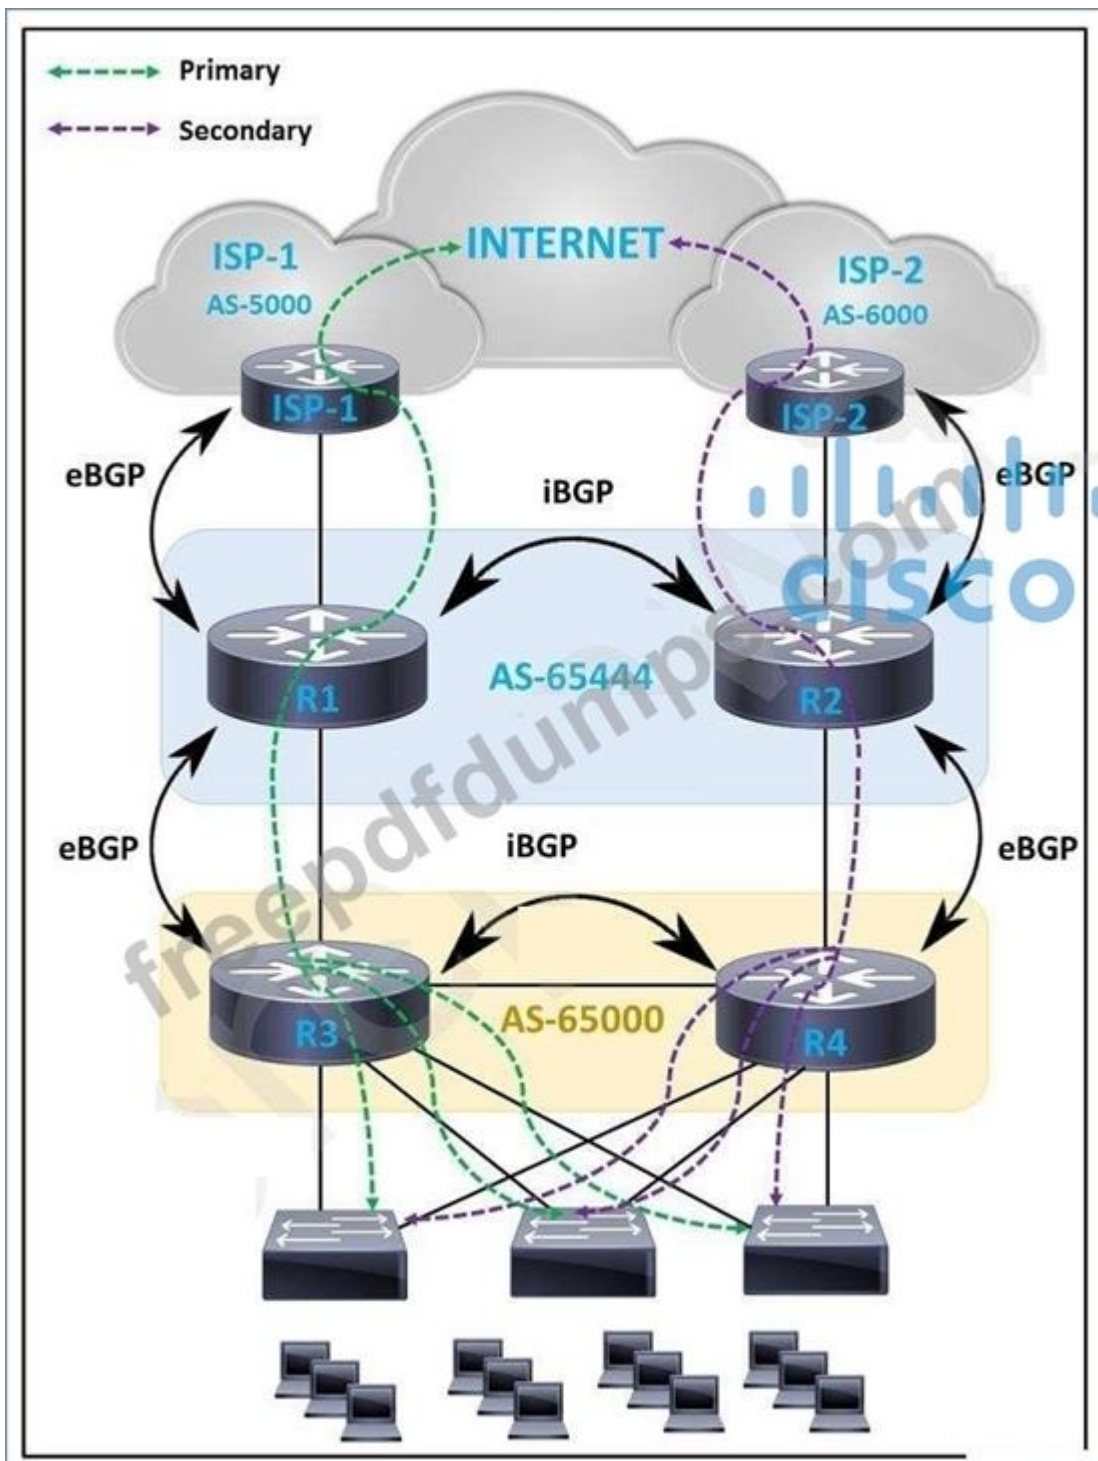 Primary
Secondary
INTERNET
ISP-1
AS-5000
ISP-2
AS-6000
ISP-1
ISP-2
eBGP
iBGP
eBGP
CISCO
R1
AS-65444
R2
eBGP
iBGP
eBGP
R3
AS-65000
R4
freepdfdumps.com